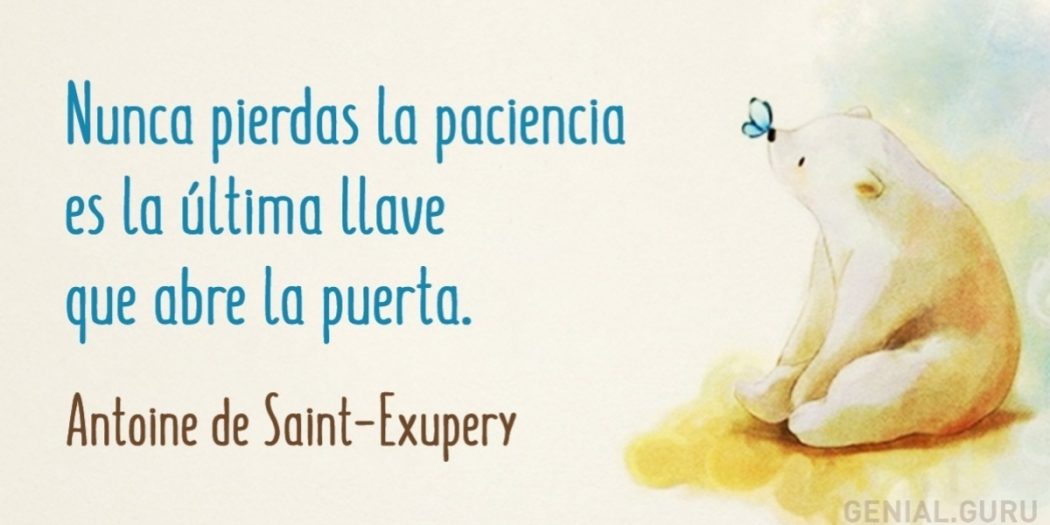 Nunca pierdas la paciencia
es la última llave
que abre la puerta.
Antoine de Saint-Exupery
GENIAL.GURU